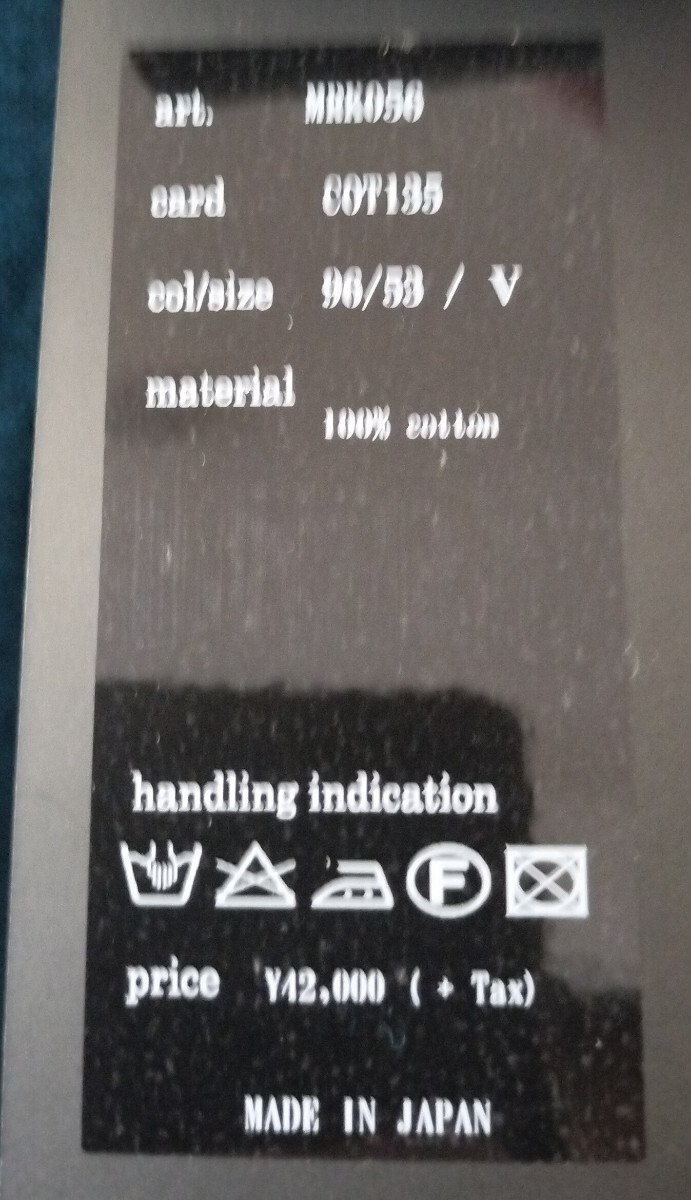 art. MRK056
card COT135
col/size 96/53 / V
material
100% cotton
handling indication
F
price ¥42,000 ( + Tax)
MADE IN JAPAN